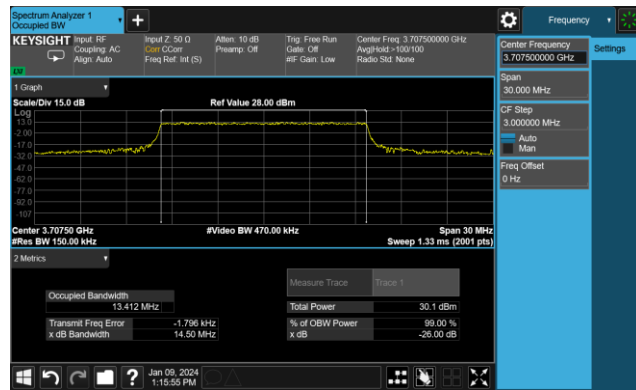 Spectrum Analyzer 1
Occupied BW
+
Frequency
KEYSIGHT Input: RF
Coupling: AC
Align: Auto
Input Z: 50 Ω
Corr CCorr
Freq Ref: Int (S)
Atten: 10 dB
Preamp: Off
Trig: Free Run
Gate: Off
#IF Gain: Low
Center Freq: 3.707500000 GHz
Avg|Hold:>100/100
Radio Std: None
LXI
Center Frequency
3.707500000 GHz
Settings
Span
30.000 MHz
CF Step
3.000000 MHz
Auto
Man
Freq Offset
0 Hz
1 Graph
Scale/Div 15.0 dB
Ref Value 28.00 dBm
Log
13.0
-2.00
-17.0
-32.0
-47.0
-62.0
-77.0
-92.0
-107
Center 3.70750 GHz
#Video BW 470.00 kHz
Span 30 MHz
#Res BW 150.00 kHz
Sweep 1.33 ms (2001 pts)
2 Metrics
Measure Trace
Trace 1
Occupied Bandwidth
13.412 MHz
Total Power
30.1 dBm
Transmit Freq Error
-1.796 kHz
% of OBW Power
99.00 %
x dB Bandwidth
14.50 MHz
x dB
-26.00 dB
?
Jan 09, 2024
1:15:55 PM